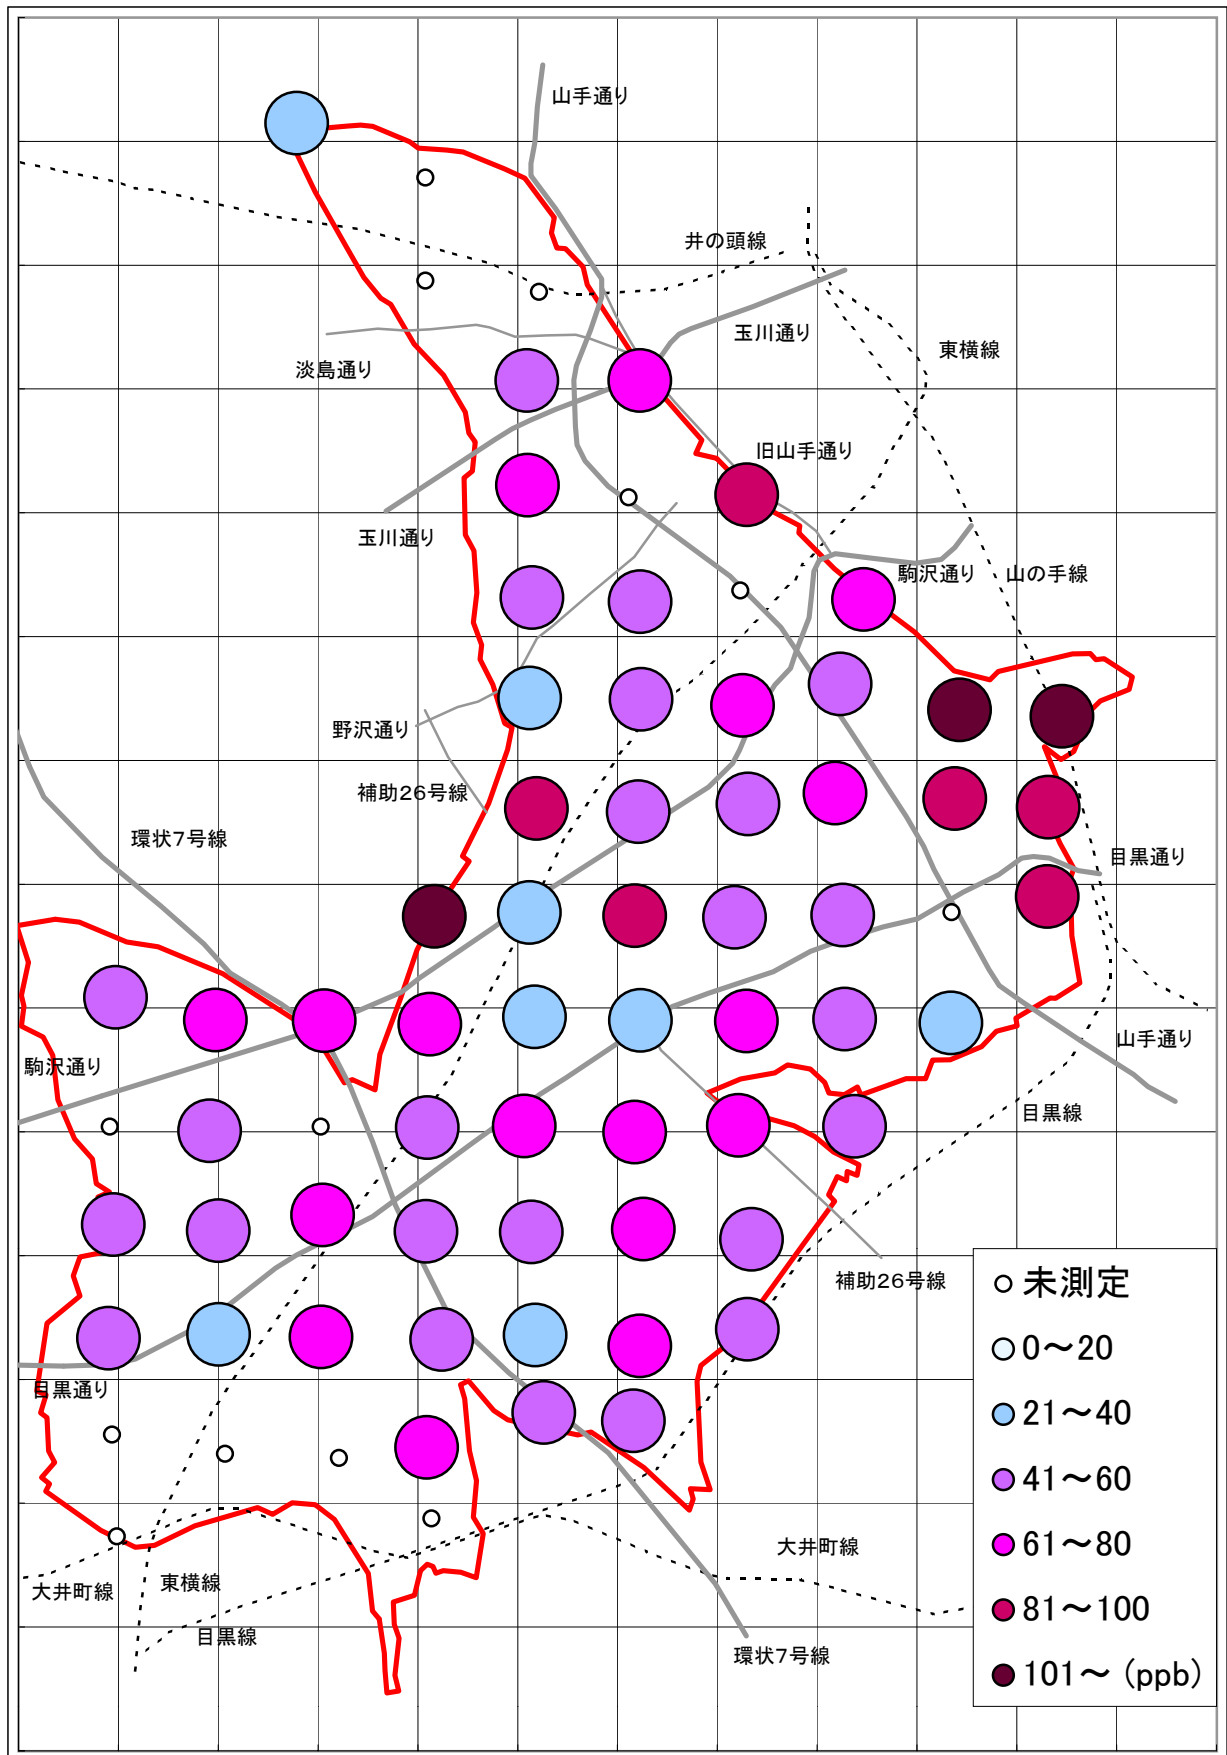 山手通り
井の頭線
玉川通り
東横線
淡島通り
旧山手通り
玉川通り
駒沢通り
山の手線
野沢通り
補助26号線
環状7号線
目黒通り
山手通り
駒沢通り
目黒線
補助26号線
目黒通り
大井町線
大井町線
東横線
目黒線
環状7号線
未測定
0～20
21～40
41～60
61～80
81～100
101～ (ppb)